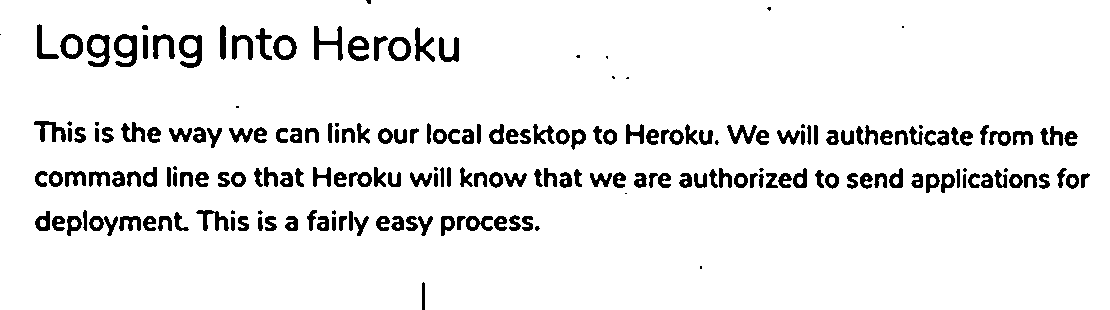 Logging Into Heroku
This is the way we can link our local desktop to Heroku. We will authenticate from the
command line so that Heroku will know that we are authorized to send applications for
deployment. This is a fairly easy process.